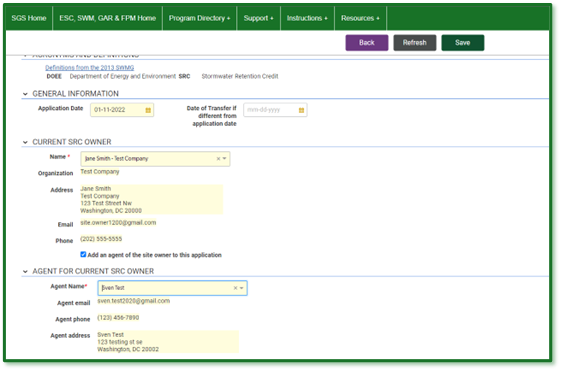 SGS Home
ESC, SWM, GAR & FPM Home
Program Directory +
Support +
Instructions +
Resources +
Back
Refresh
Save
ACRONYMS AND DEFINITIONS
Definitions from the 2013 SWMG
DOEE Department of Energy and Environment SRC Stormwater Retention Credit
GENERAL INFORMATION
Application Date 01-11-2022
Date of Transfer if
different from
application date
mm-dd-yyyy
CURRENT SRC OWNER
Name * Jane Smith - Test Company
Organization Test Company
Address Jane Smith
Test Company
123 Test Street Nw
Washington, DC 20000
Email site.owner1200@gmail.com
Phone (202) 555-5555
Add an agent of the site owner to this application
AGENT FOR CURRENT SRC OWNER
Agent Name* Sven Test
Agent email sven.test2020@gmail.com
Agent phone (123) 456-7890
Agent address Sven Test
123 testing st se
Washington, DC 20002